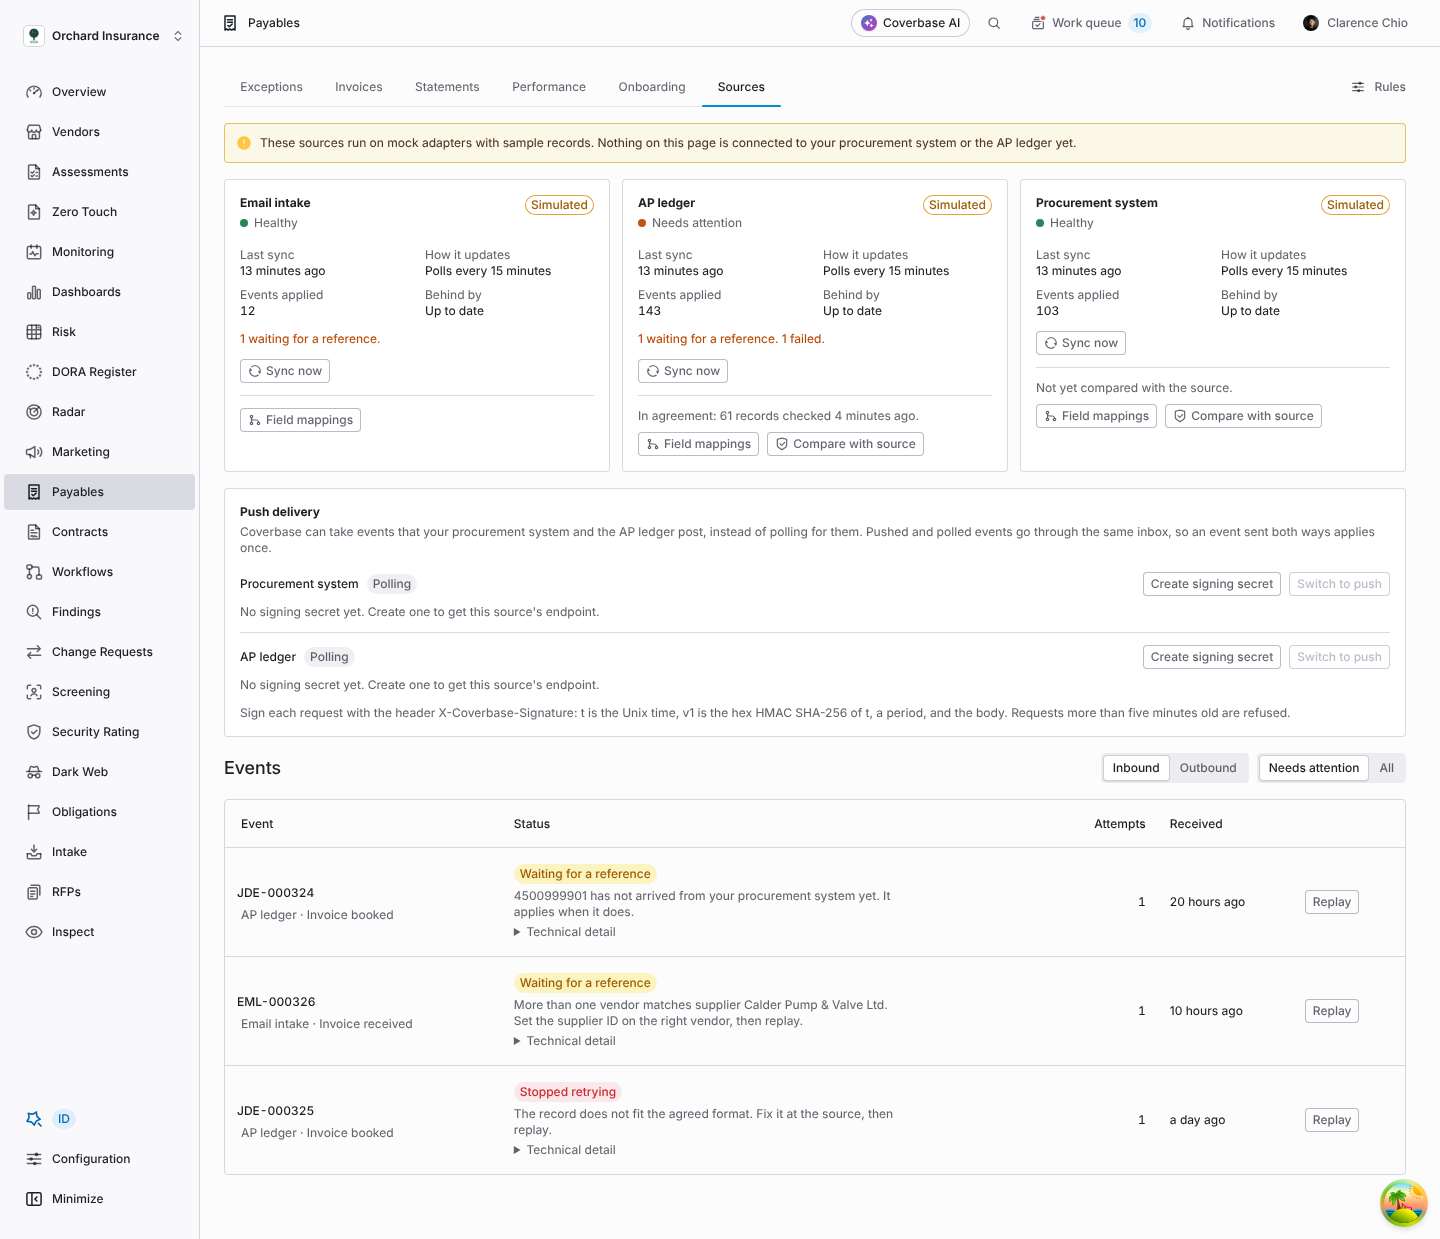 Orchard Insurance
Payables
Coverbase AI
Work queue 10
Notifications
Clarence Chio
Overview
Vendors
Assessments
Zero Touch
Monitoring
Dashboards
Risk
DORA Register
Radar
Marketing
Payables
Contracts
Workflows
Findings
Change Requests
Screening
Security Rating
Dark Web
Obligations
Intake
RFPs
Inspect
ID
Configuration
Minimize
Exceptions
Invoices
Statements
Performance
Onboarding
Sources
Rules
These sources run on mock adapters with sample records. Nothing on this page is connected to your procurement system or the AP ledger yet.
Email intake
Simulated
Healthy
Last sync
How it updates
13 minutes ago
Polls every 15 minutes
Events applied
Behind by
12
Up to date
1 waiting for a reference.
Sync now
Field mappings
AP ledger
Simulated
Needs attention
Last sync
How it updates
13 minutes ago
Polls every 15 minutes
Events applied
Behind by
143
Up to date
1 waiting for a reference. 1 failed.
Sync now
In agreement: 61 records checked 4 minutes ago.
Field mappings
Compare with source
Procurement system
Simulated
Healthy
Last sync
How it updates
13 minutes ago
Polls every 15 minutes
Events applied
Behind by
103
Up to date
Sync now
Not yet compared with the source.
Field mappings
Compare with source
Push delivery
Coverbase can take events that your procurement system and the AP ledger post, instead of polling for them. Pushed and polled events go through the same inbox, so an event sent both ways applies
once.
Procurement system Polling
Create signing secret
Switch to push
No signing secret yet. Create one to get this source's endpoint.
AP ledger Polling
Create signing secret
Switch to push
No signing secret yet. Create one to get this source's endpoint.
Sign each request with the header X-Coverbase-Signature: t is the Unix time, v1 is the hex HMAC SHA-256 of t, a period, and the body. Requests more than five minutes old are refused.
Events
Inbound
Outbound
Needs attention
All
Event
Status
Attempts
Received
JDE-000324
AP ledger · Invoice booked
Waiting for a reference
4500999901 has not arrived from your procurement system yet. It
applies when it does.
Technical detail
1
20 hours ago
Replay
EML-000326
Email intake · Invoice received
Waiting for a reference
More than one vendor matches supplier Calder Pump & Valve Ltd.
Set the supplier ID on the right vendor, then replay.
Technical detail
1
10 hours ago
Replay
JDE-000325
AP ledger · Invoice booked
Stopped retrying
The record does not fit the agreed format. Fix it at the source, then
replay.
Technical detail
1
a day ago
Replay